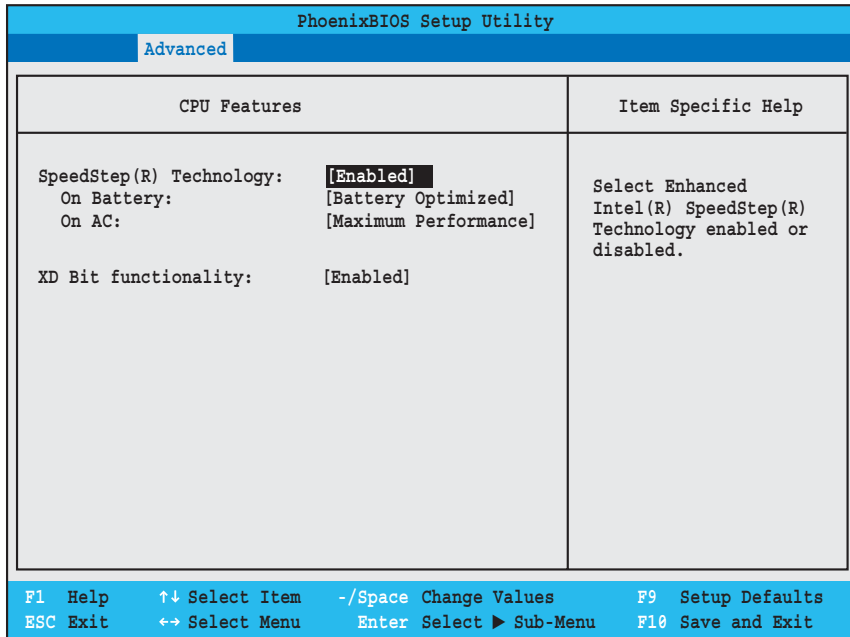 PhoenixBIOS Setup Utility
Advanced
CPU Features
Item Specific Help
SpeedStep(R) Technology: [Enabled]
On Battery: [Battery Optimized]
On AC: [Maximum Performance]
XD Bit functionality: [Enabled]
Select Enhanced
Intel(R) SpeedStep(R)
Technology enabled or
disabled.
F1 Help ↑↓ Select Item -/Space Change Values F9 Setup Defaults
ESC Exit ←→ Select Menu Enter Select ▶ Sub-Menu F10 Save and Exit